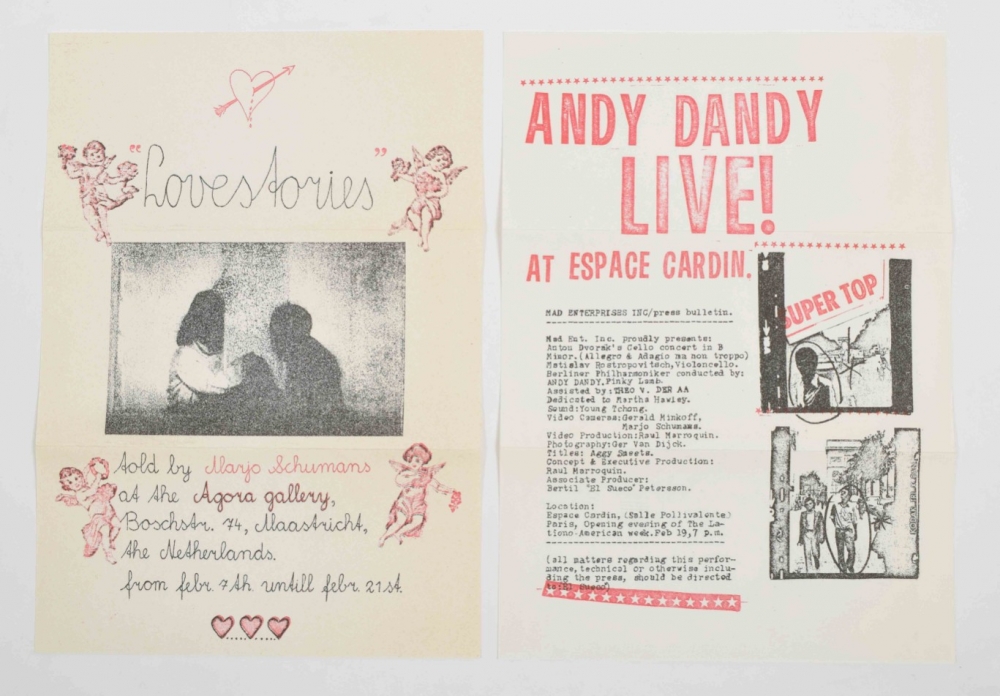 "Lovestories"
told by Marjo Schumans
at the Agora gallery,
Boschstr. 74, Maastricht,
the Netherlands.
from febr. 7th untill febr. 21st.
ANDY DANDY
LIVE!
AT ESPACE CARDIN.
SUPER TOP
MAD ENTERPRISES INC/press bulletin.
Mad Ent. Inc. proudly presents:
Anton Dvorak's Cello concert in B
Minor.(Allegro & Adagio ma non troppo)
Matislav Rostropovitsch,Violoncello.
Berliner Philharmoniker conducted by:
ANDY DANDY,Pinky Lamb.
Assisted by:THEO V. DER AA
Dedicated to Martha Hawley.
Sound:Young Tchong.
Video Cameras:Gerald Minkoff,
Marjo Schumans.
Video Production:Raul Marroquin.
Photography:Ger Van Dijck.
Titles: Aggy Smeets.
Concept & Executive Production:
Raul Marroquin.
Associate Producer:
Bertil "El Sueco" Petersson.
Location:
Espace Cardin,(Salle Pollivalente)
Paris, Opening evening of The La-
tiono-American week.Feb 19,7 p.m.
(all matters regarding this perfor-
mance, technical or otherwise inclu-
ding the press, should be directed
to:El Sueco)